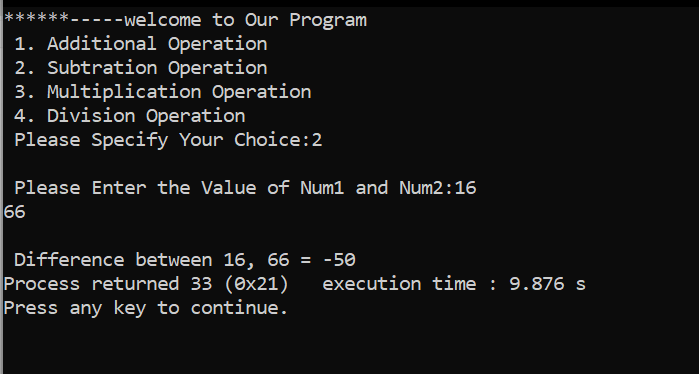 ******-----welcome to Our Program
1. Additional Operation
2. Subtration Operation
3. Multiplication Operation
4. Division Operation
Please Specify Your Choice:2
Please Enter the Value of Num1 and Num2:16
66
Difference between 16, 66 = -50
Process returned 33 (0x21)   execution time : 9.876 s
Press any key to continue.